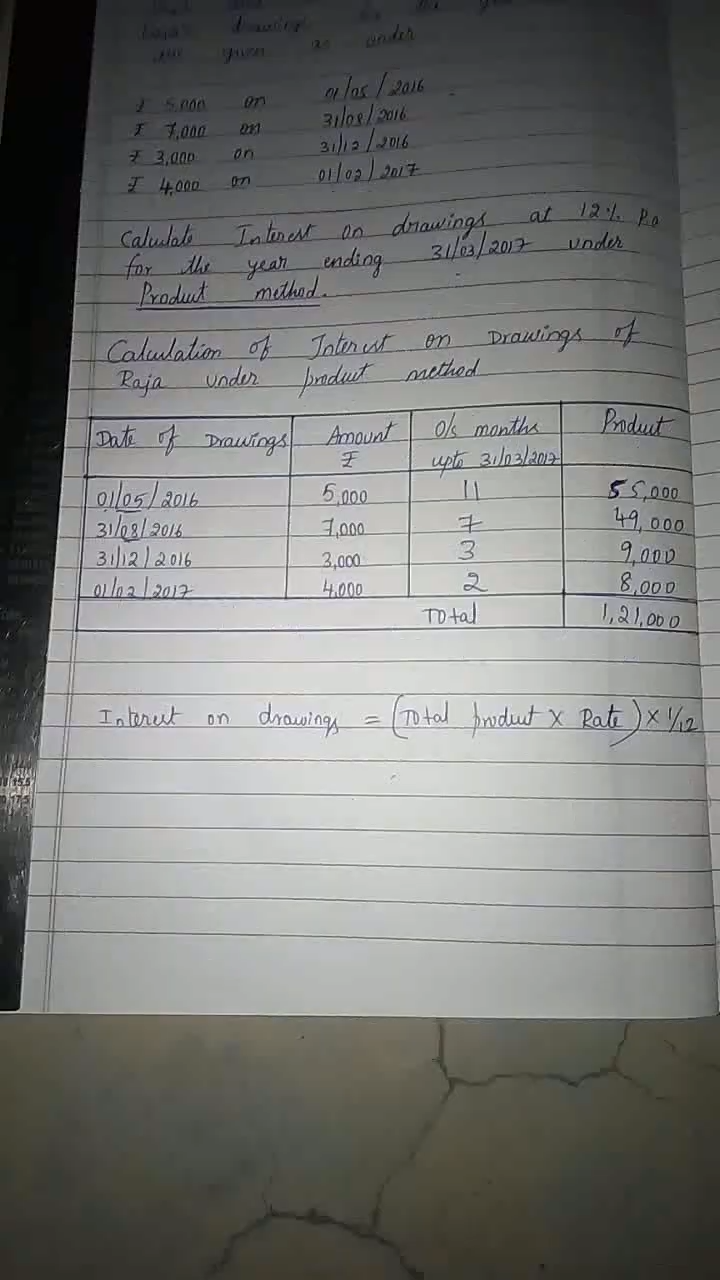 drawings
given as under
₹ 5,000 on 01/05/2016
₹ 7,000 on 31/08/2016
₹ 3,000 on 31/12/2016
₹ 4,000 on 01/02/2017
Calculate Interest on drawings at 12% P.a
for the year ending 31/03/2017 under
Product method.
Calculation of Interest on Drawings of
Raja under product method
Date of Drawings Amount ₹ O/s months upto 31/03/2017 Product
01/05/2016 5,000 11 55,000
31/08/2016 7,000 7 49,000
31/12/2016 3,000 3 9,000
01/02/2017 4,000 2 8,000
Total 1,21,000
Interest on drawings = (Total product X Rate) X 1/12